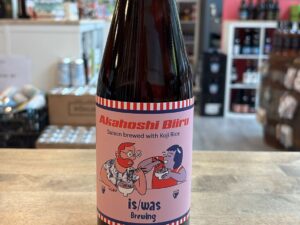 Akahoshi Biiru
Saison brewed with Koji Rice
is/was
Brewing